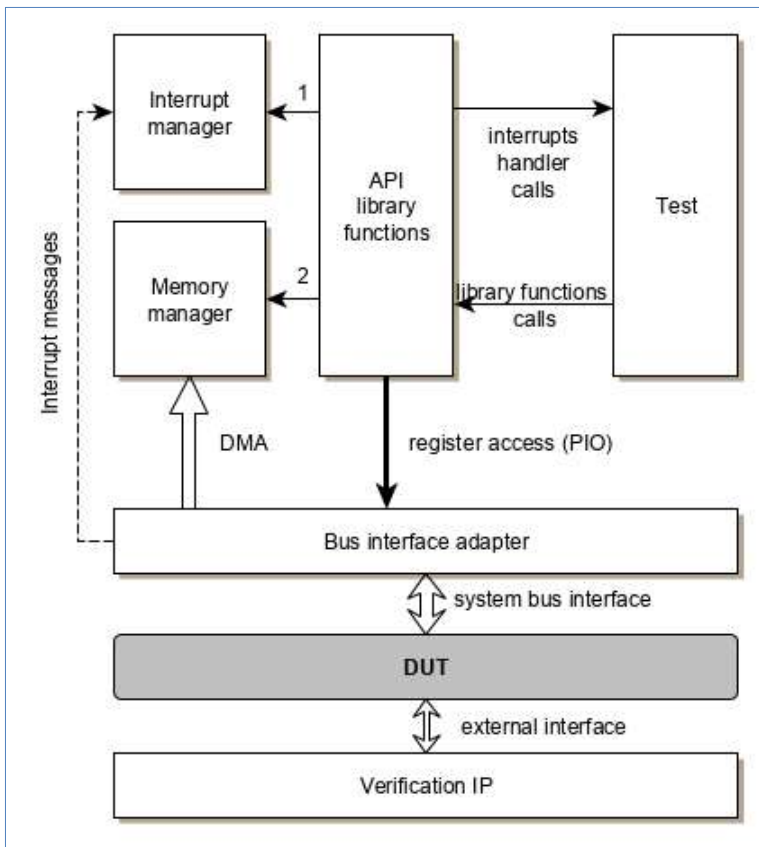 Interrupt
manager
1
API
library
functions
interrupts
handler
calls
Test
Memory
manager
2
library functions
calls
Interrupt messages
DMA
register access (PIO)
Bus interface adapter
system bus interface
DUT
external interface
Verification IP